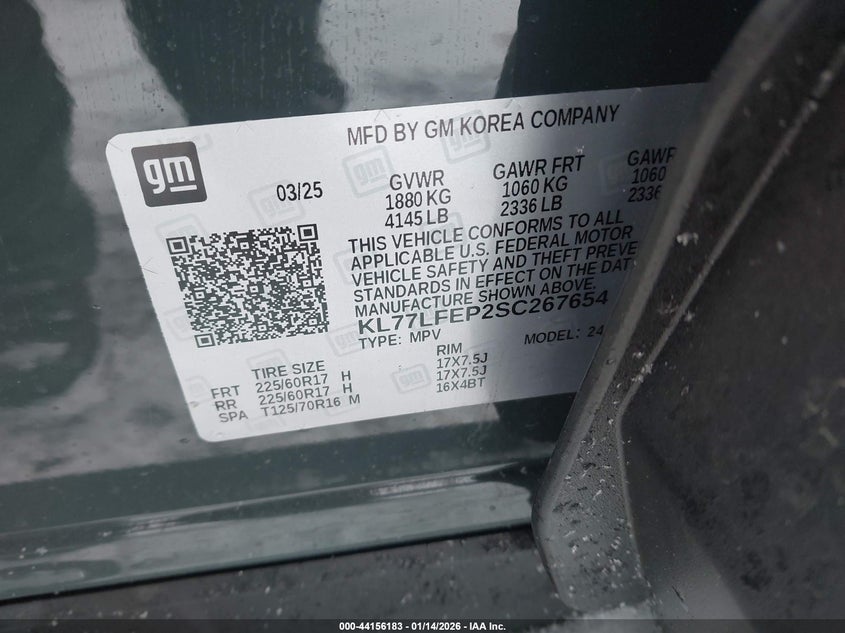 MFD BY GM KOREA COMPANY
gm
03/25
GVWR
1880 KG
4145 LB
GAWR FRT
1060 KG
2336 LB
GAWR
1060
2336
THIS VEHICLE CONFORMS TO ALL
APPLICABLE U.S. FEDERAL MOTOR
VEHICLE SAFETY AND THEFT PREVE
STANDARDS IN EFFECT ON THE DAT
MANUFACTURE SHOWN ABOVE.
KL77LFEP2SC267654
TYPE: MPV MODEL: 24
TIRE SIZE RIM
FRT 225/60R17 H 17X7.5J
RR 225/60R17 H 17X7.5J
SPA T125/70R16 M 16X4BT
000-44156183 - 01/14/2026 - IAA Inc.